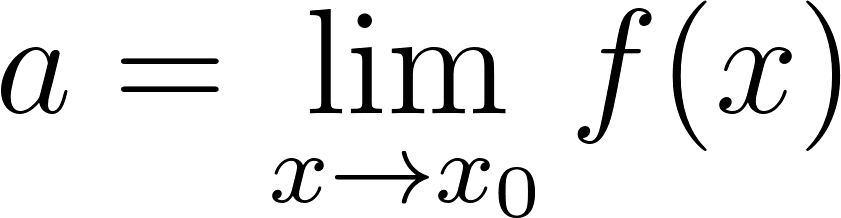 a = lim f(x)
x→x₀